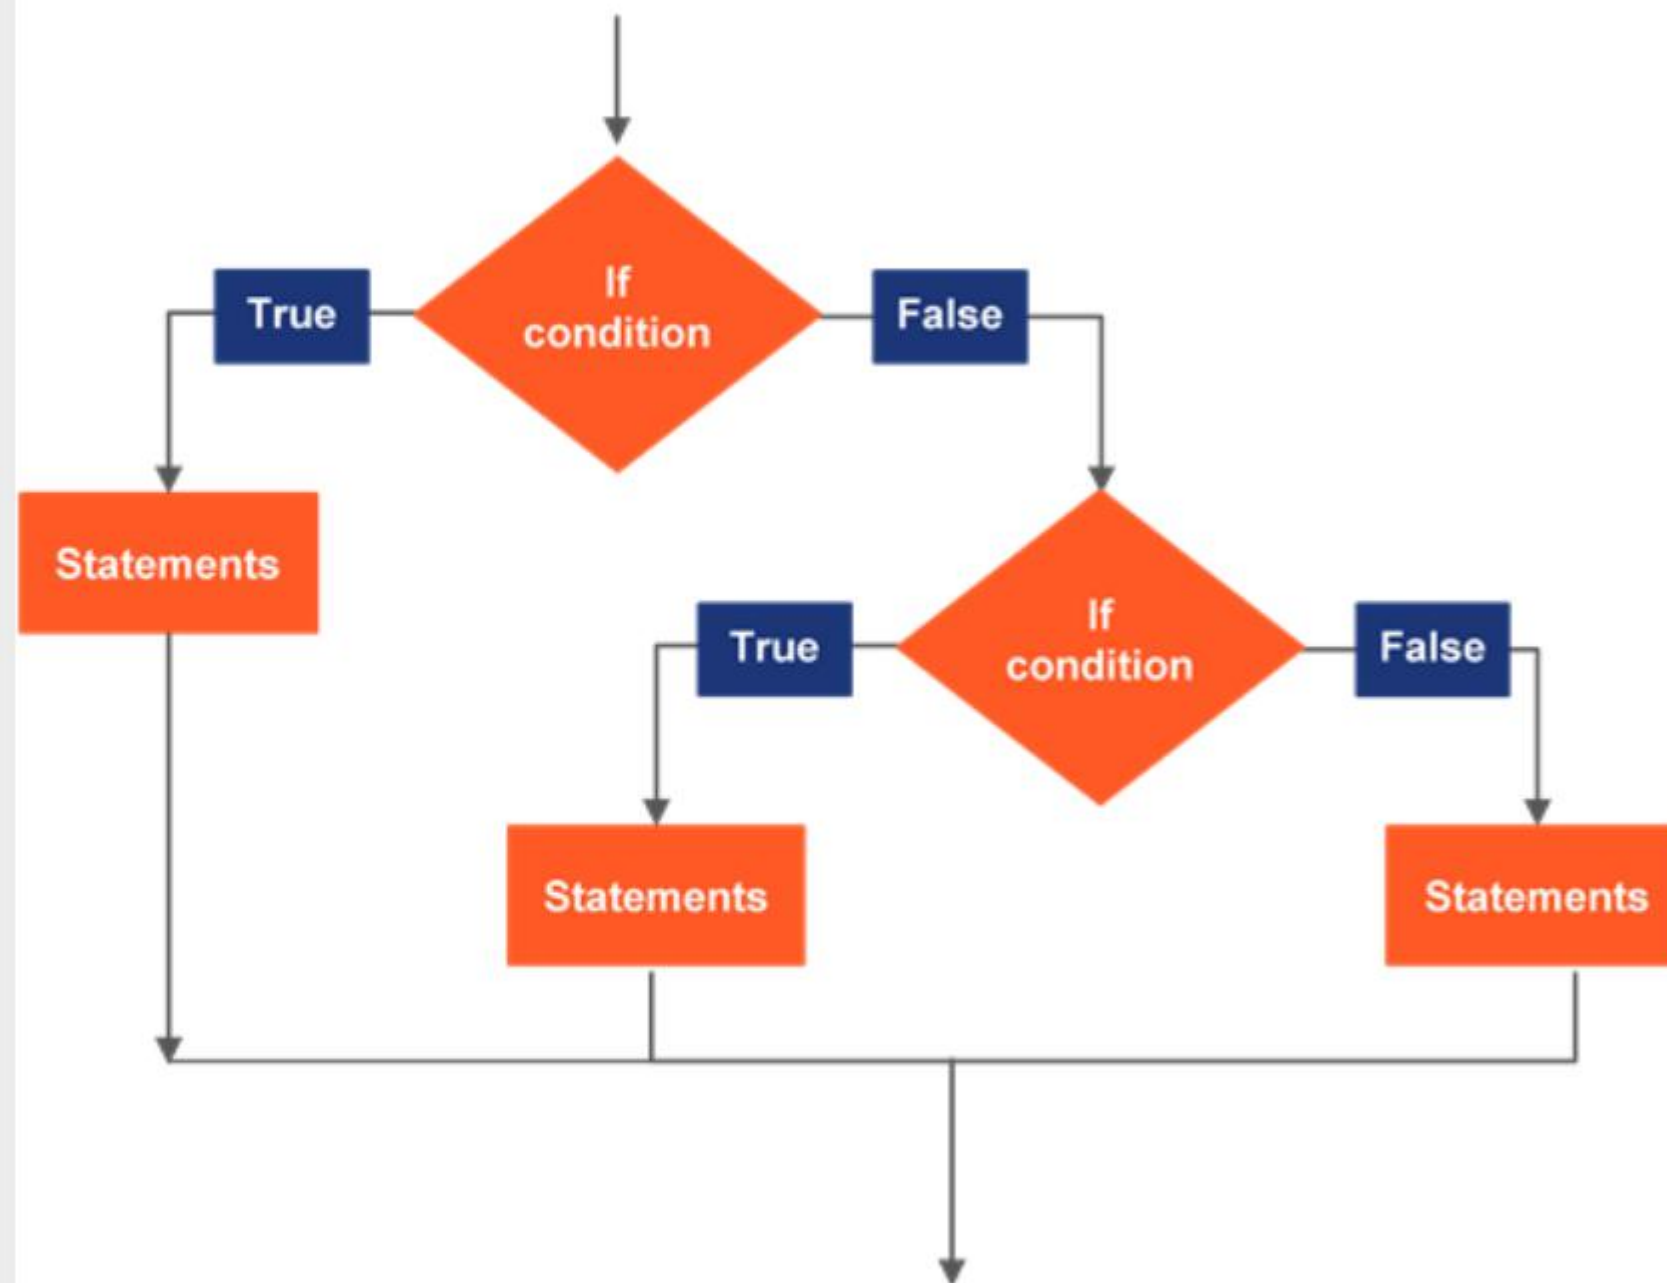 If
condition
True
False
Statements
If
condition
True
False
Statements
Statements